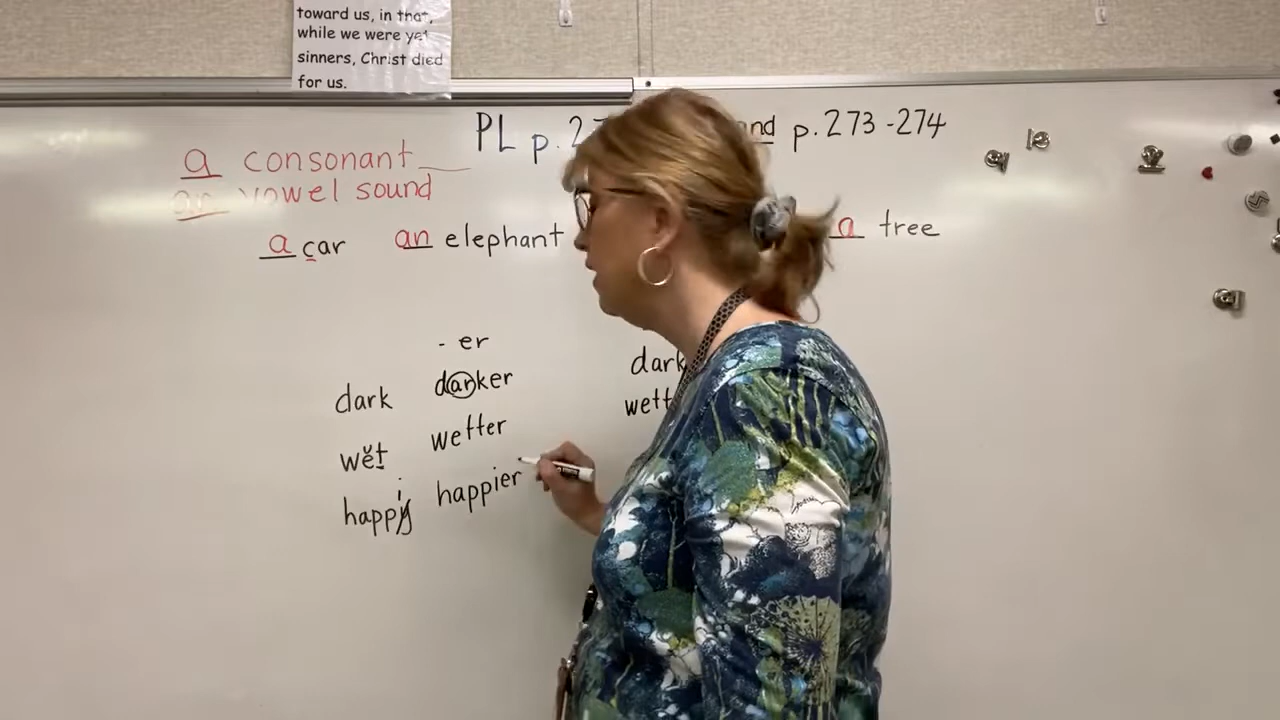 toward us, in that,
while we were yet
sinners, Christ died
for us.
PL p. 2 and p. 273-274
a consonant
an vowel sound
a car an elephant a tree
- er
dark darker dark
wĕt wetter wett
happy i happier